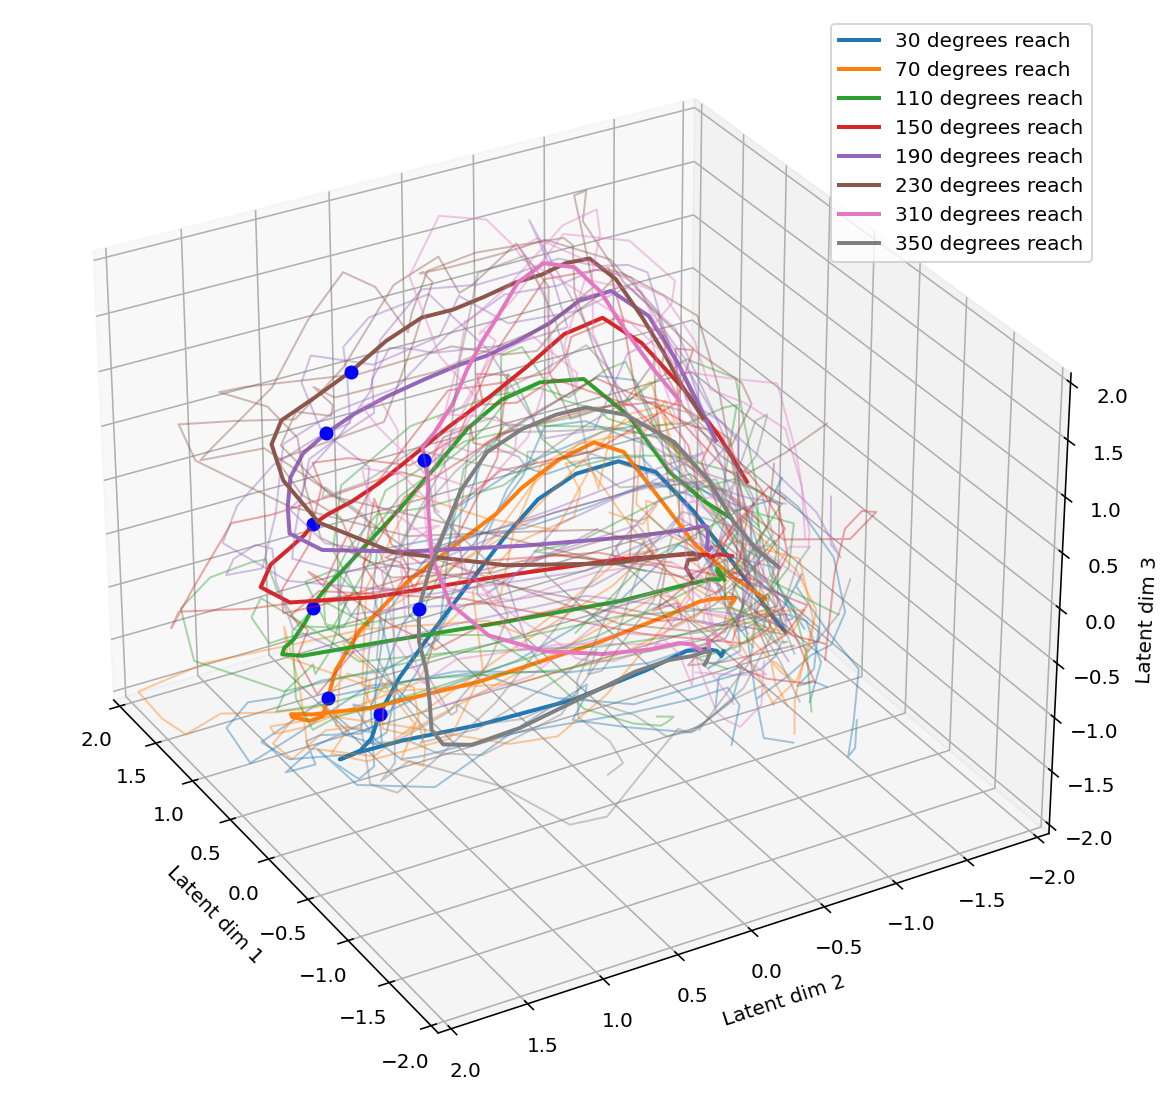 30 degrees reach
70 degrees reach
110 degrees reach
150 degrees reach
190 degrees reach
230 degrees reach
310 degrees reach
350 degrees reach
2.0
1.5
1.0
0.5
0.0
−0.5
−1.0
−1.5
−2.0
Latent dim 3
2.0
1.5
1.0
0.5
0.0
−0.5
−1.0
−1.5
−2.0
Latent dim 1
2.0
1.5
1.0
0.5
0.0
−0.5
−1.0
−1.5
−2.0
Latent dim 2